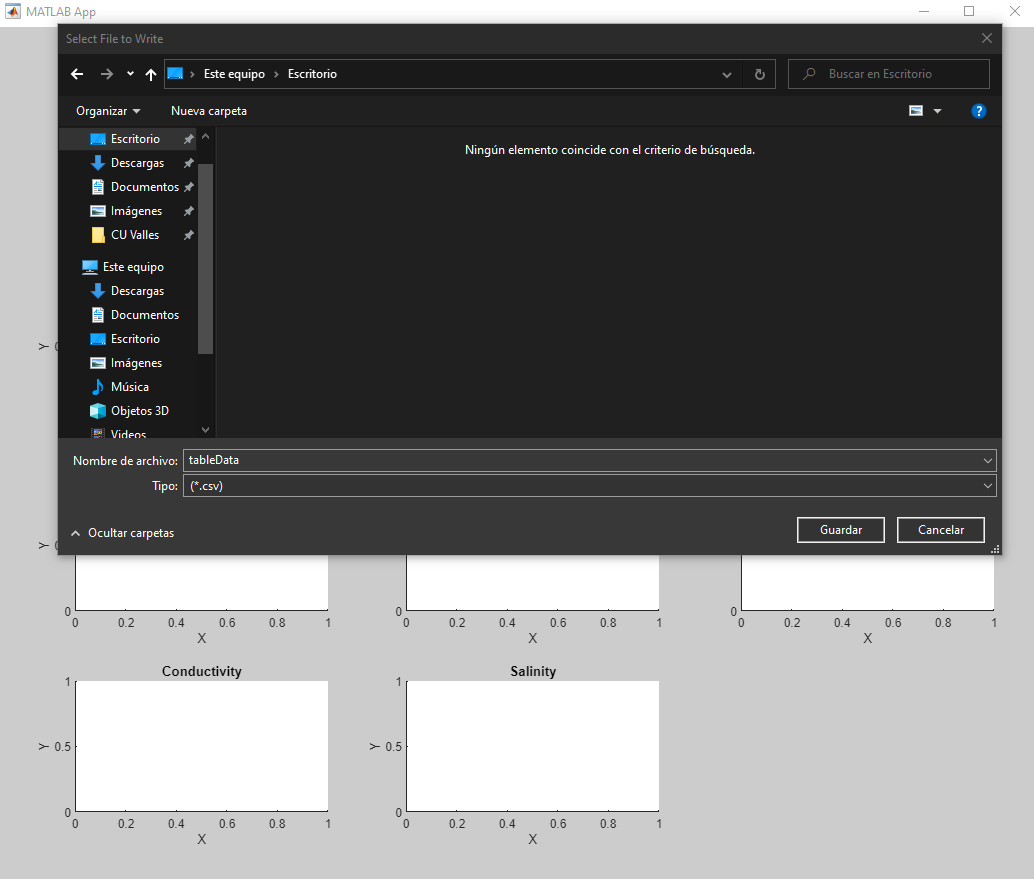 MATLAB App
Select File to Write
Este equipo
Escritorio
Buscar en Escritorio
Organizar
Nueva carpeta
?
Escritorio
Descargas
Documentos
Imágenes
CU Valles
Este equipo
Descargas
Documentos
Escritorio
Imágenes
Música
Objetos 3D
Videos
Ningún elemento coincide con el criterio de búsqueda.
Nombre de archivo: tableData
Tipo: (*.csv)
Ocultar carpetas
Guardar
Cancelar
Y
Y
0 0 0
0 0.2 0.4 0.6 0.8 1 0 0.2 0.4 0.6 0.8 1 0 0.2 0.4 0.6 0.8 1
X X X
Conductivity
1
Y 0.5
0
0 0.2 0.4 0.6 0.8 1
X
Salinity
1
Y 0.5
0
0 0.2 0.4 0.6 0.8 1
X